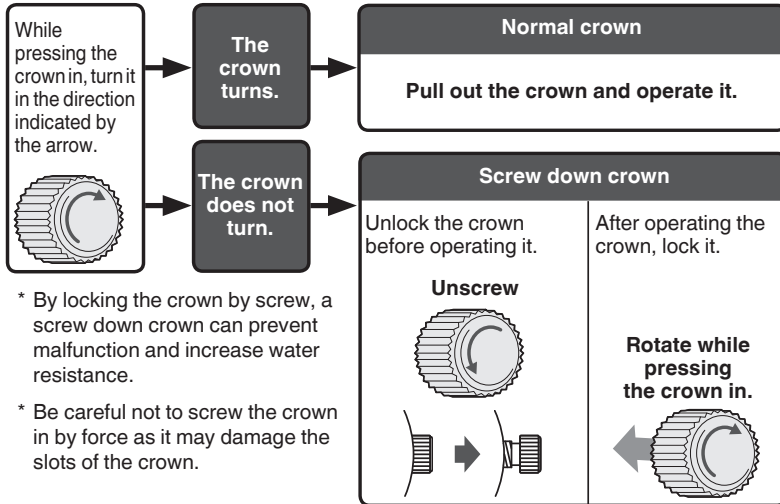 While
pressing the
crown in, turn it
in the direction
indicated by
the arrow.
The
crown
turns.
Normal crown
Pull out the crown and operate it.
The crown
does not
turn.
Screw down crown
Unlock the crown
before operating it.
Unscrew
After operating the
crown, lock it.
Rotate while
pressing
the crown in.
* By locking the crown by screw, a
screw down crown can prevent
malfunction and increase water
resistance.
* Be careful not to screw the crown
in by force as it may damage the
slots of the crown.